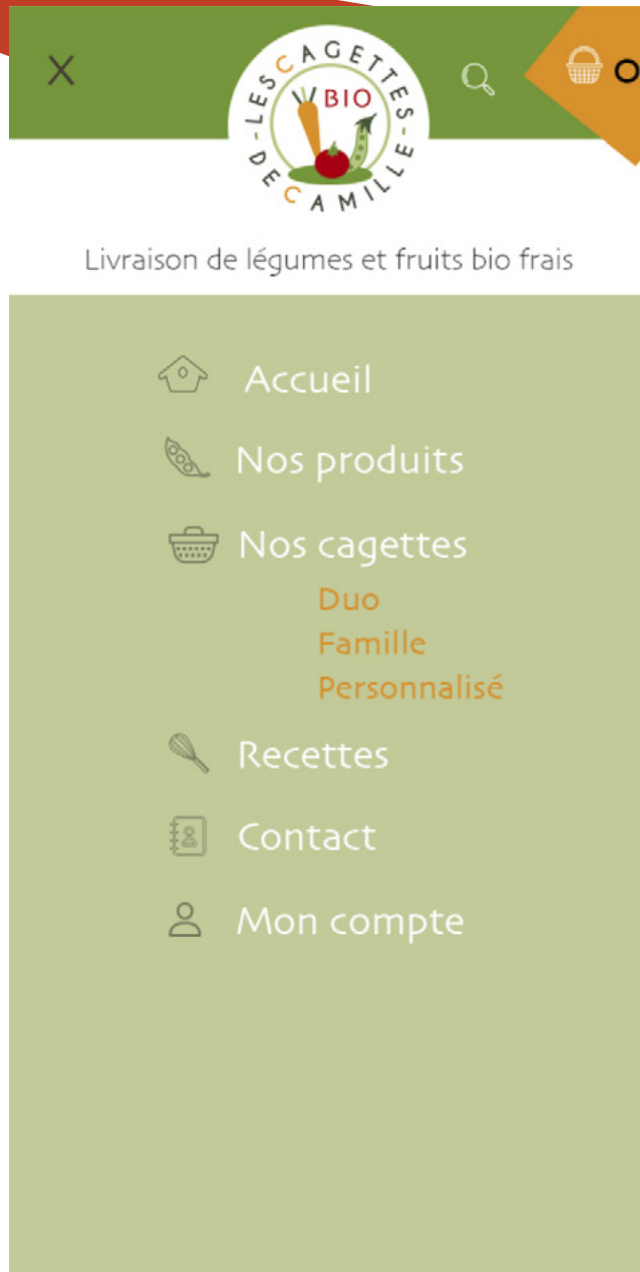 X
LES CAGETTES
BIO
DE CAMILLE
0
Livraison de légumes et fruits bio frais
Accueil
Nos produits
Nos cagettes
Duo
Famille
Personnalisé
Recettes
Contact
Mon compte